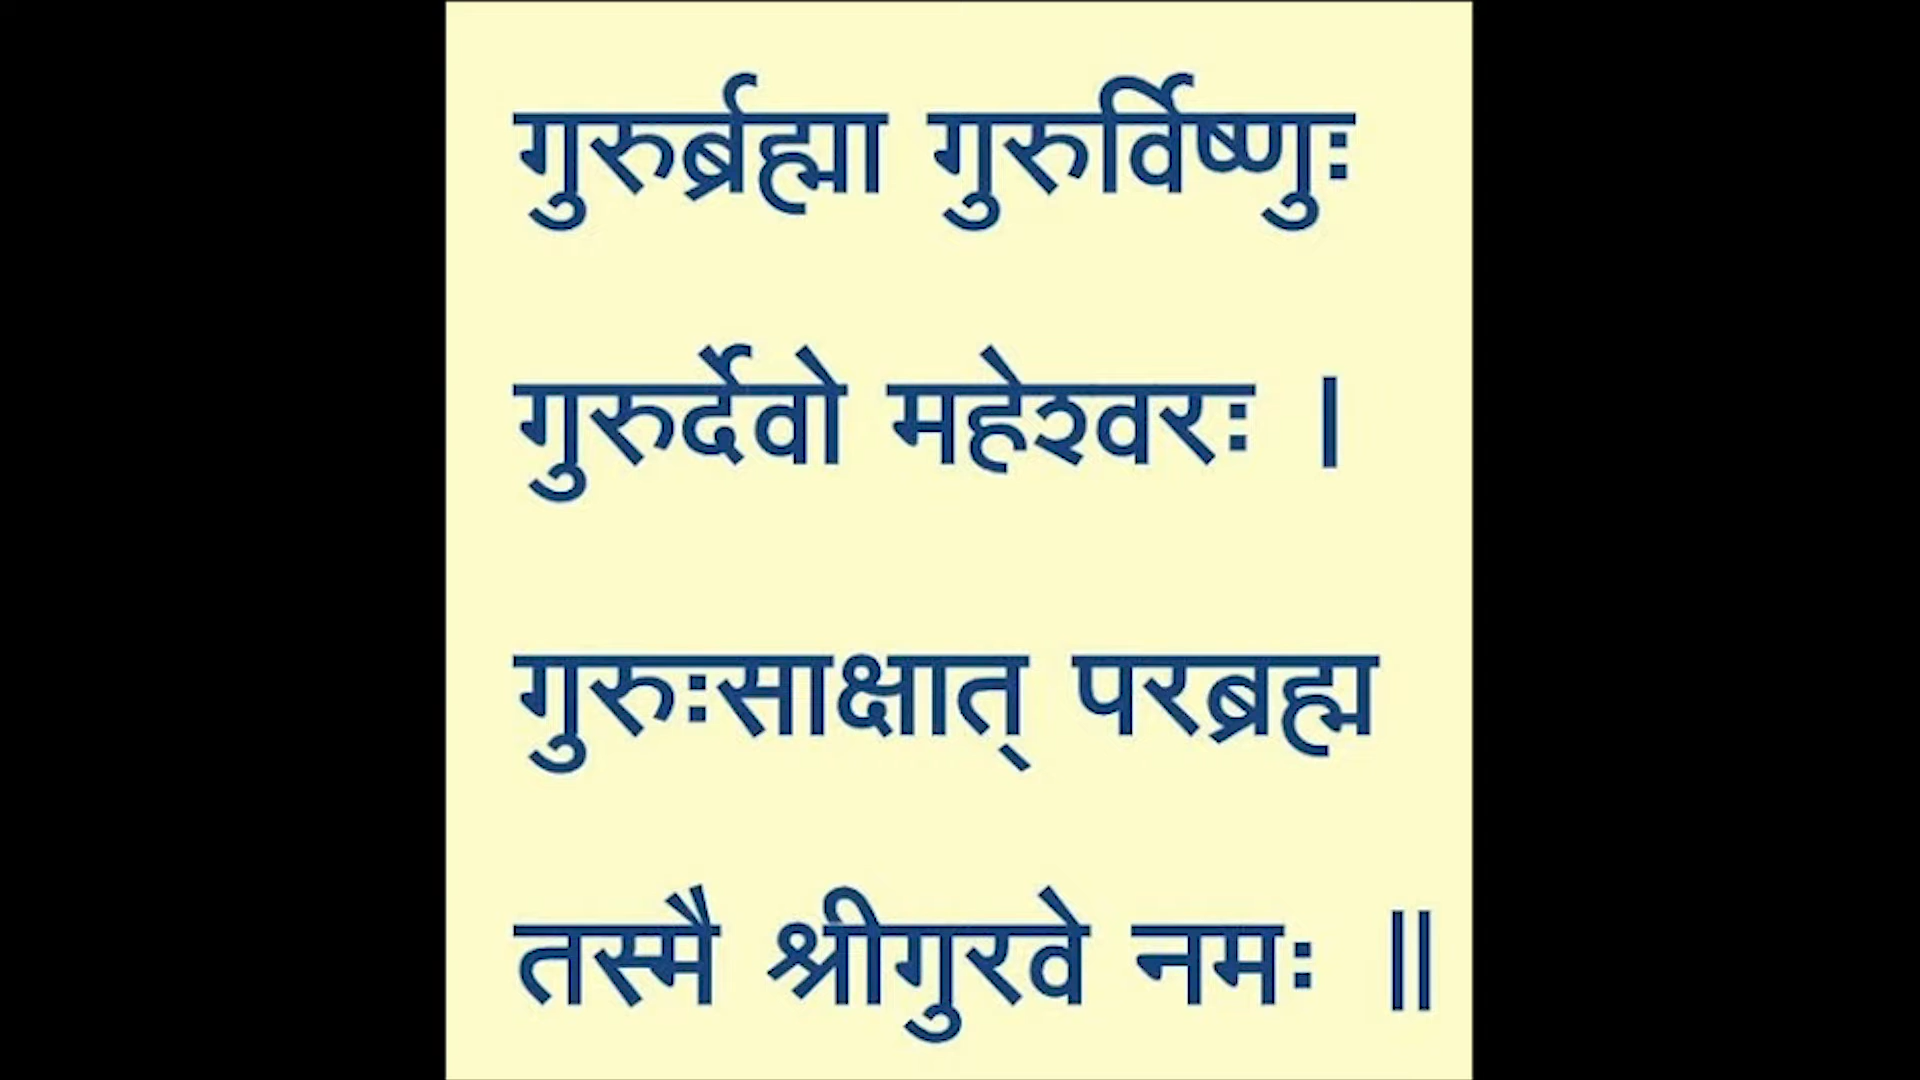 गुरुर्ब्रह्मा गुरुर्विष्णुः
गुरुर्देवो महेश्वरः ।
गुरुःसाक्षात् परब्रह्म
तस्मै श्रीगुरवे नमः ॥